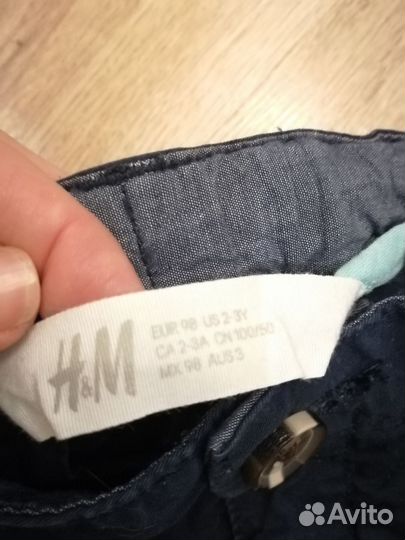 H&M
EUR 98 US 2-3Y
CA 2-3A CN 100/50
MX 98 AUS 3
Avito